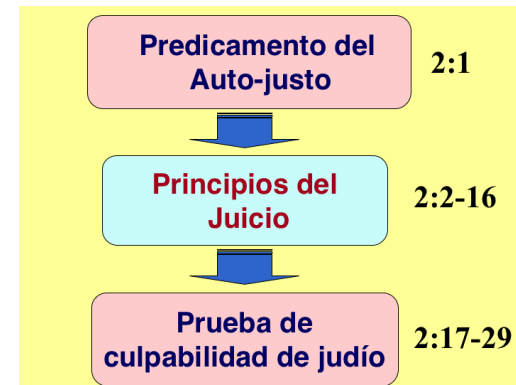 Predicamento del
Auto-justo
2:1
Principios del
Juicio
2:2-16
Prueba de
culpabilidad de judío
2:17-29